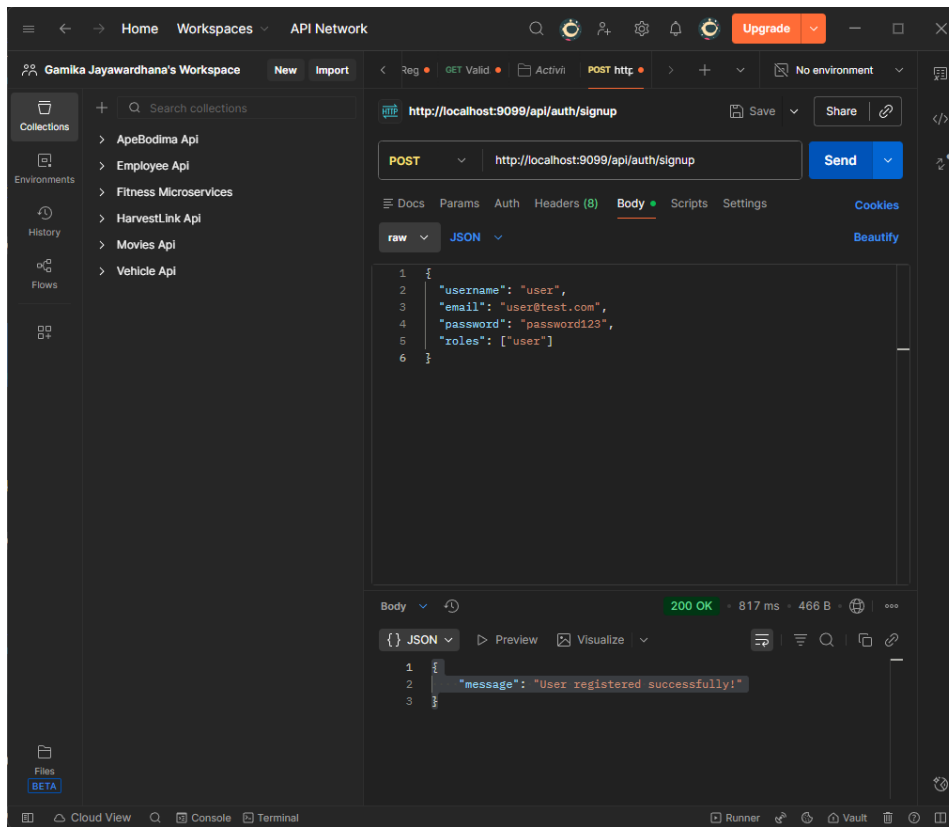 Home Workspaces API Network Upgrade
Gamika Jayawardhana's Workspace New Import
Reg GET Valid POST http No environment
Collections
Environments
History
Flows
Files
BETA
Search collections
ApeBodima Api
Employee Api
Fitness Microservices
HarvestLink Api
Movies Api
Vehicle Api
HTTP http://localhost:9099/api/auth/signup Save Share
POST http://localhost:9099/api/auth/signup Send
Docs Params Auth Headers (8) Body Scripts Settings Cookies
raw JSON Beautify
1 {
2 "username": "user",
3 "email": "user@test.com",
4 "password": "password123",
5 "roles": ["user"]
6 }
Body 200 OK 817 ms 466 B
{} JSON Preview Visualize
1 {
2 "message": "User registered successfully!"
3 }
Cloud View Console Terminal Runner Vault